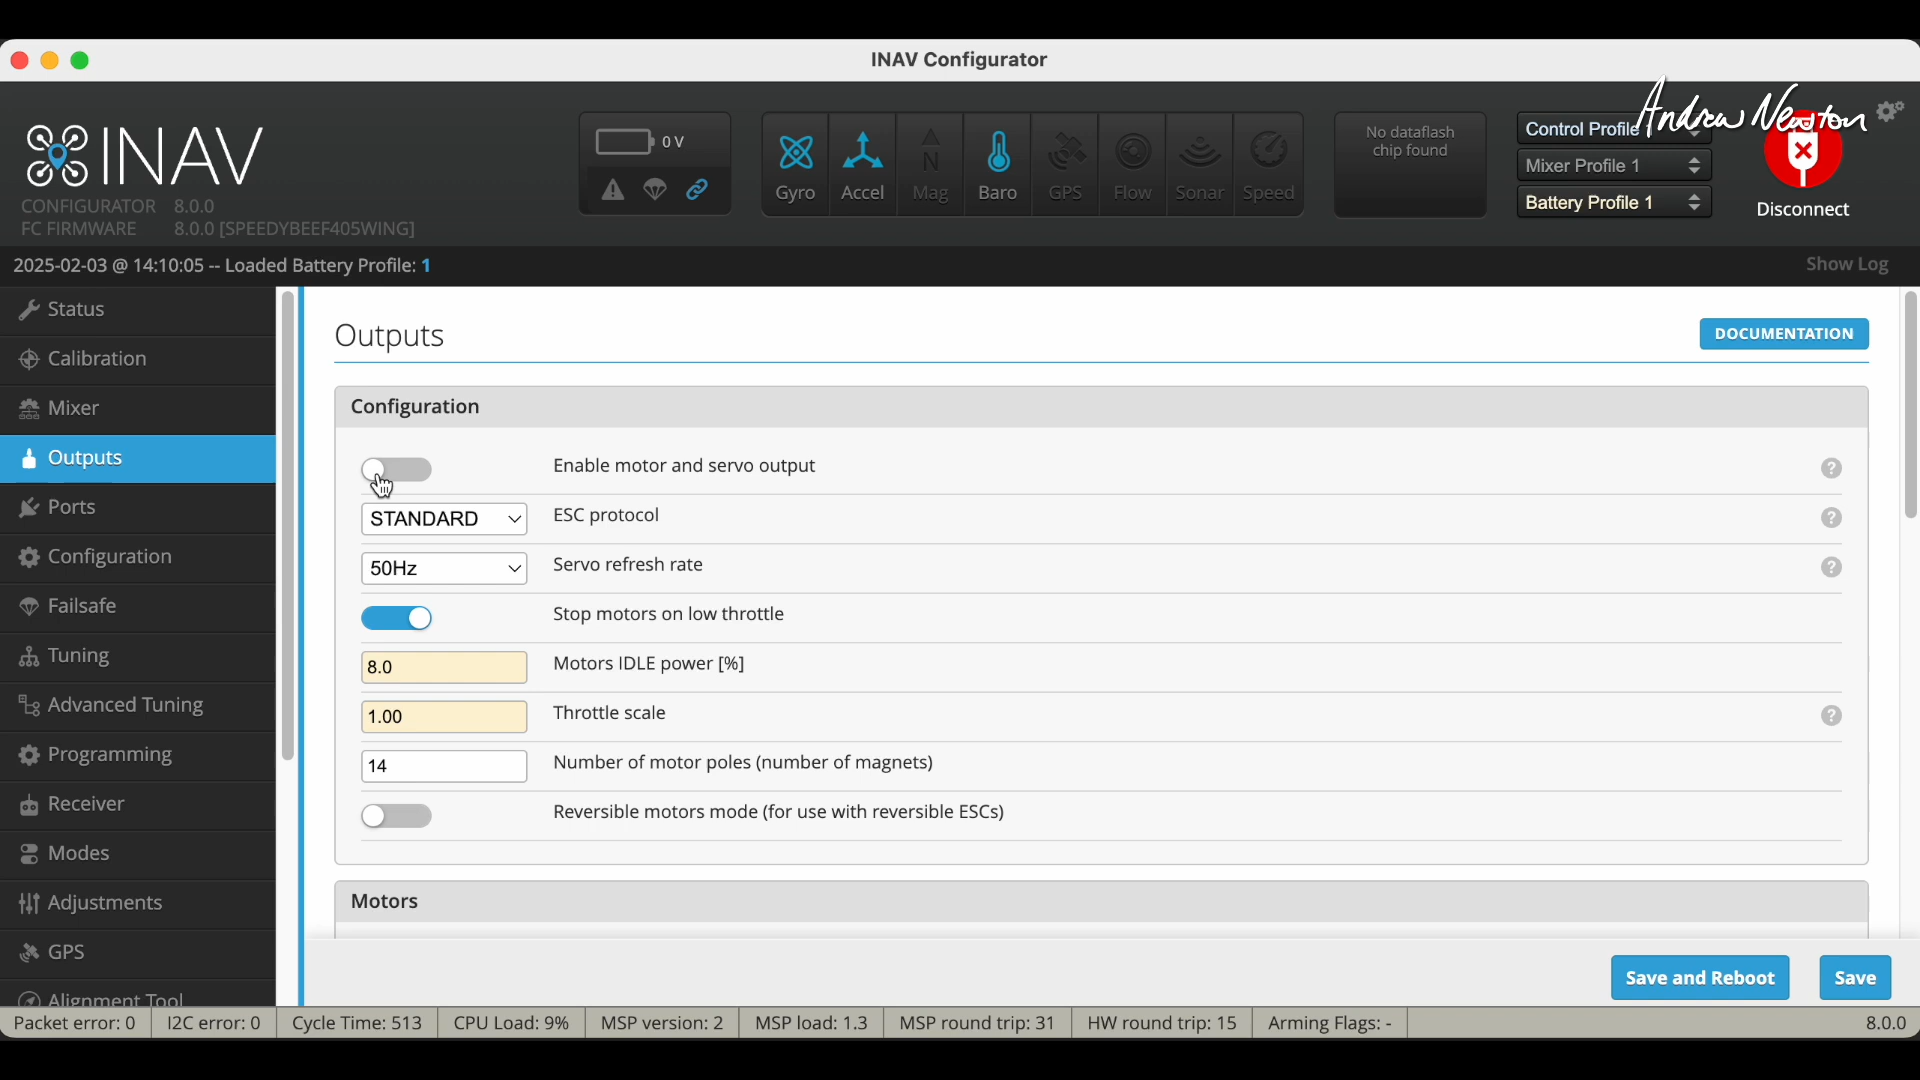 INAV Configurator
INAV
CONFIGURATOR 8.0.0
FC FIRMWARE 8.0.0 [SPEEDYBEEF405WING]
0 V
Gyro
Accel
Mag
Baro
GPS
Flow
Sonar
Speed
No dataflash
chip found
Control Profile
Mixer Profile 1
Battery Profile 1
Andrew Newton
Disconnect
2025-02-03 @ 14:10:05 -- Loaded Battery Profile: 1
Show Log
Status
Calibration
Mixer
Outputs
Ports
Configuration
Failsafe
Tuning
Advanced Tuning
Programming
Receiver
Modes
Adjustments
GPS
Alignment Tool
Outputs
DOCUMENTATION
Configuration
Enable motor and servo output ?
STANDARD ESC protocol ?
50Hz Servo refresh rate ?
Stop motors on low throttle
8.0 Motors IDLE power [%]
1.00 Throttle scale ?
14 Number of motor poles (number of magnets)
Reversible motors mode (for use with reversible ESCs)
Motors
Save and Reboot
Save
Packet error: 0 I2C error: 0 Cycle Time: 513 CPU Load: 9% MSP version: 2 MSP load: 1.3 MSP round trip: 31 HW round trip: 15 Arming Flags: - 8.0.0